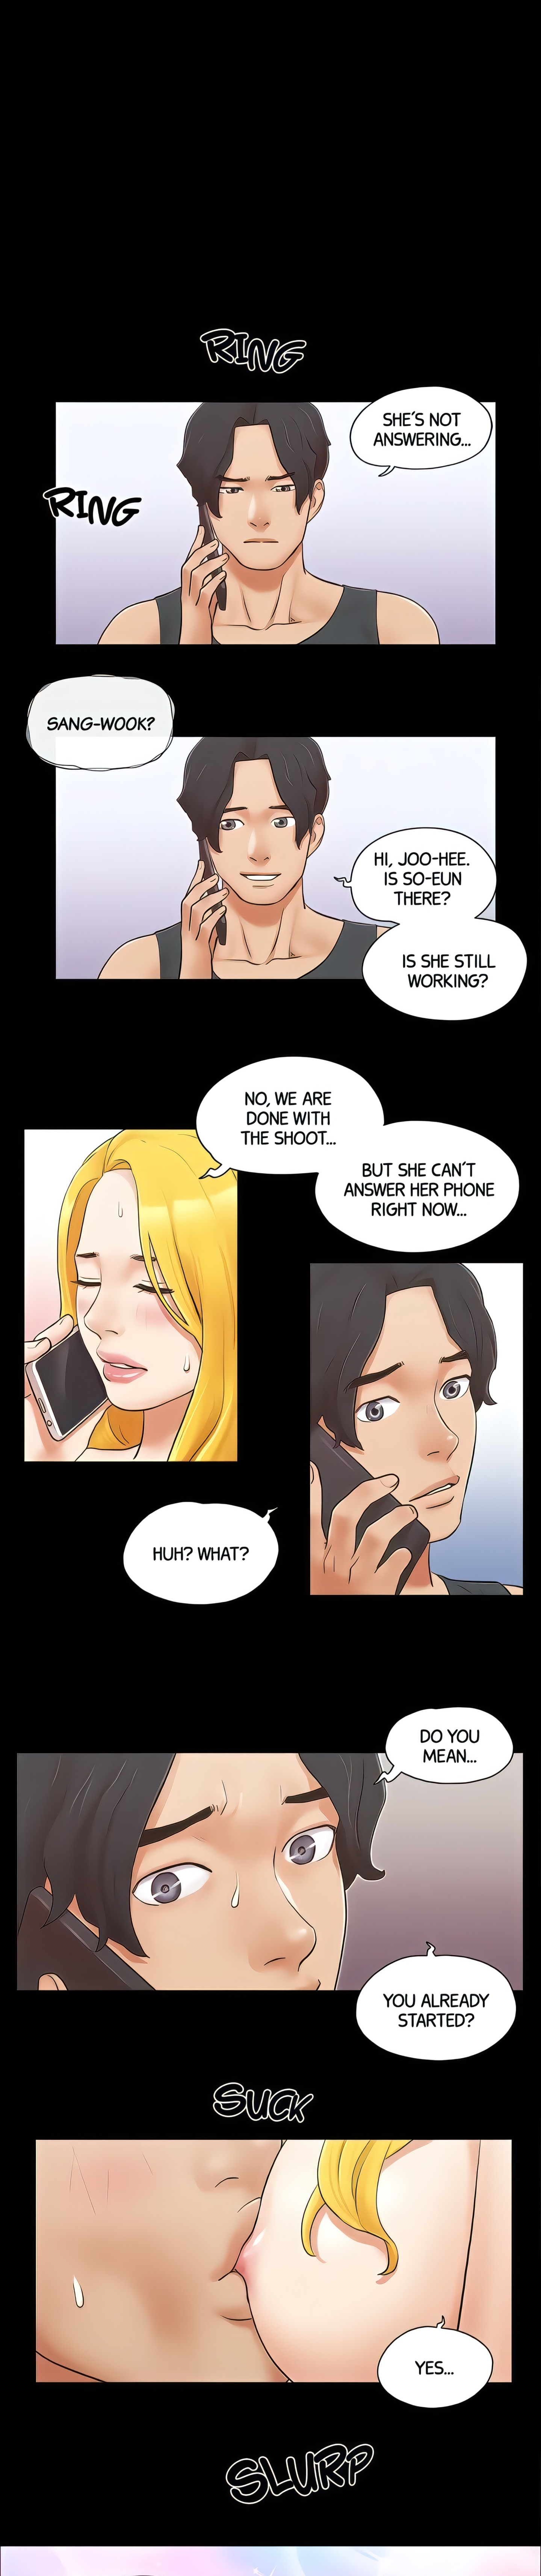 RING
SHE'S NOT
ANSWERING...
RING
SANG-WOOK?
HI, JOO-HEE.
IS SO-EUN
THERE?
IS SHE STILL
WORKING?
NO, WE ARE
DONE WITH
THE SHOOT...
BUT SHE CAN'T
ANSWER HER PHONE
RIGHT NOW...
HUH? WHAT?
DO YOU
MEAN...
YOU ALREADY
STARTED?
SUCK
YES...
SLURP